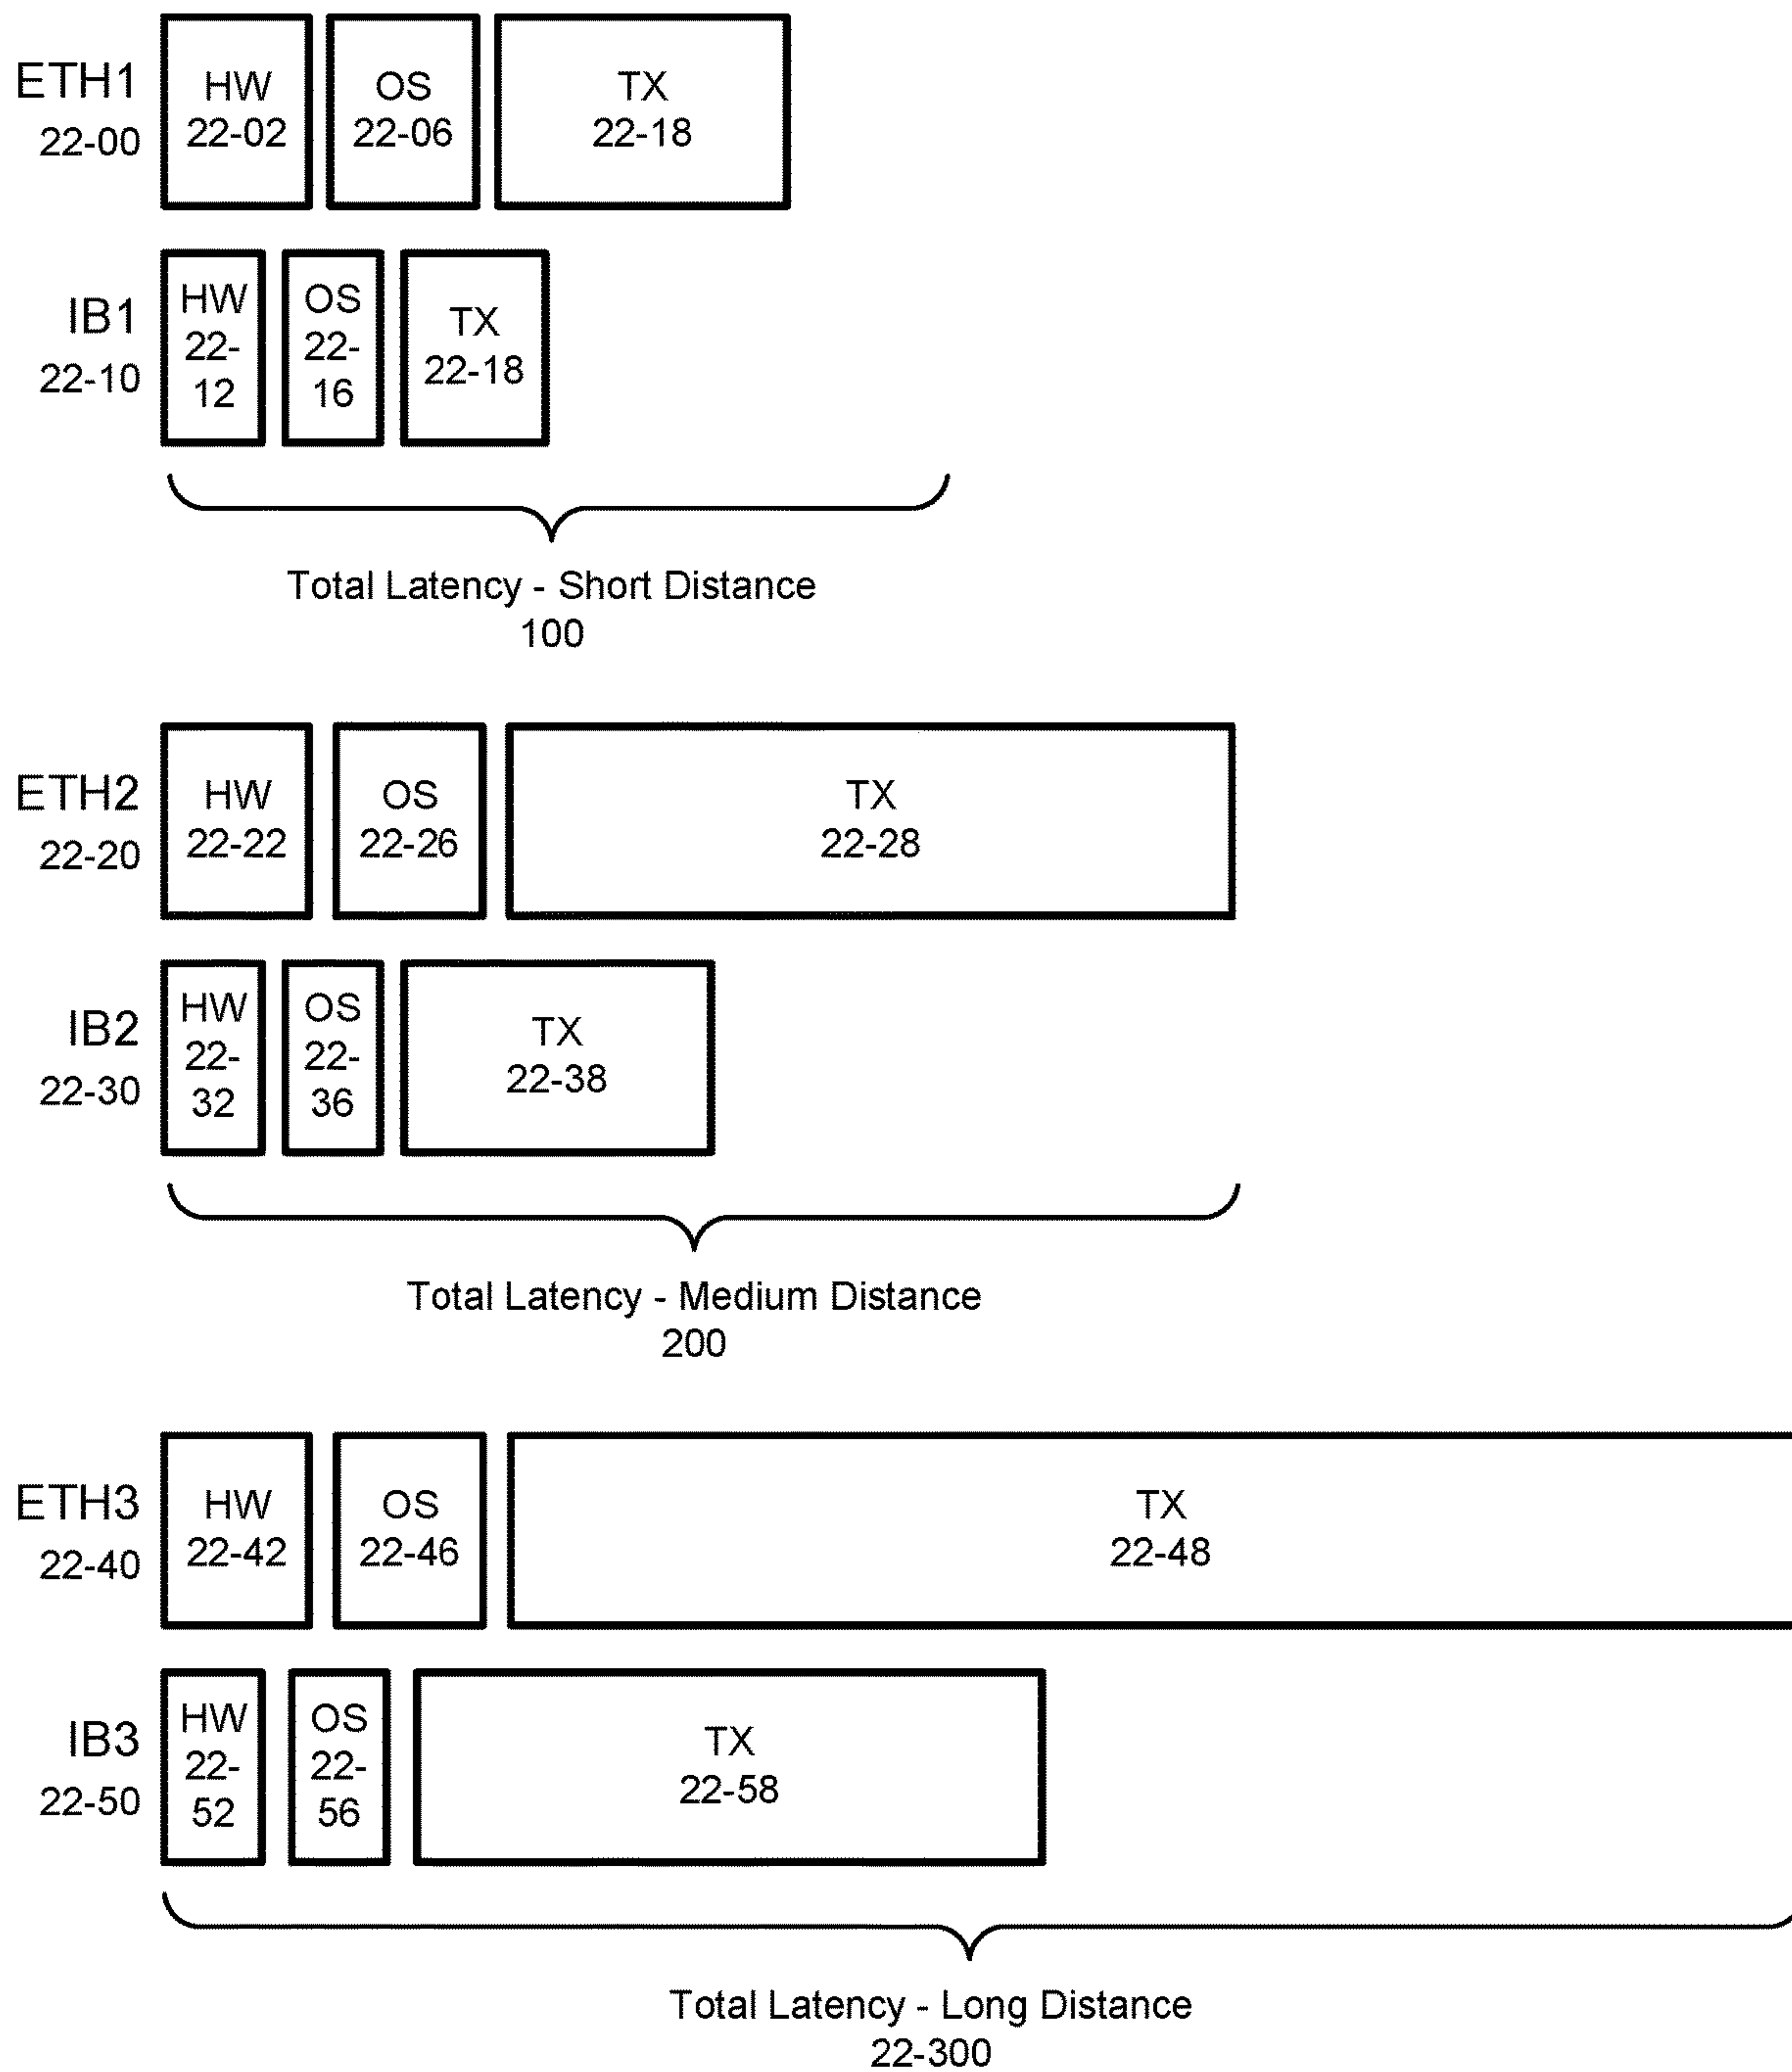 ETH1
22-00
HW
22-02
OS
22-06
TX
22-18
IB1
22-10
HW
22-
12
OS
22-
16
TX
22-18
Total Latency - Short Distance
100
ETH2
22-20
HW
22-22
OS
22-26
TX
22-28
IB2
22-30
HW
22-
32
OS
22-
36
TX
22-38
Total Latency - Medium Distance
200
ETH3
22-40
HW
22-42
OS
22-46
TX
22-48
IB3
22-50
HW
22-
52
OS
22-
56
TX
22-58
Total Latency - Long Distance
22-300